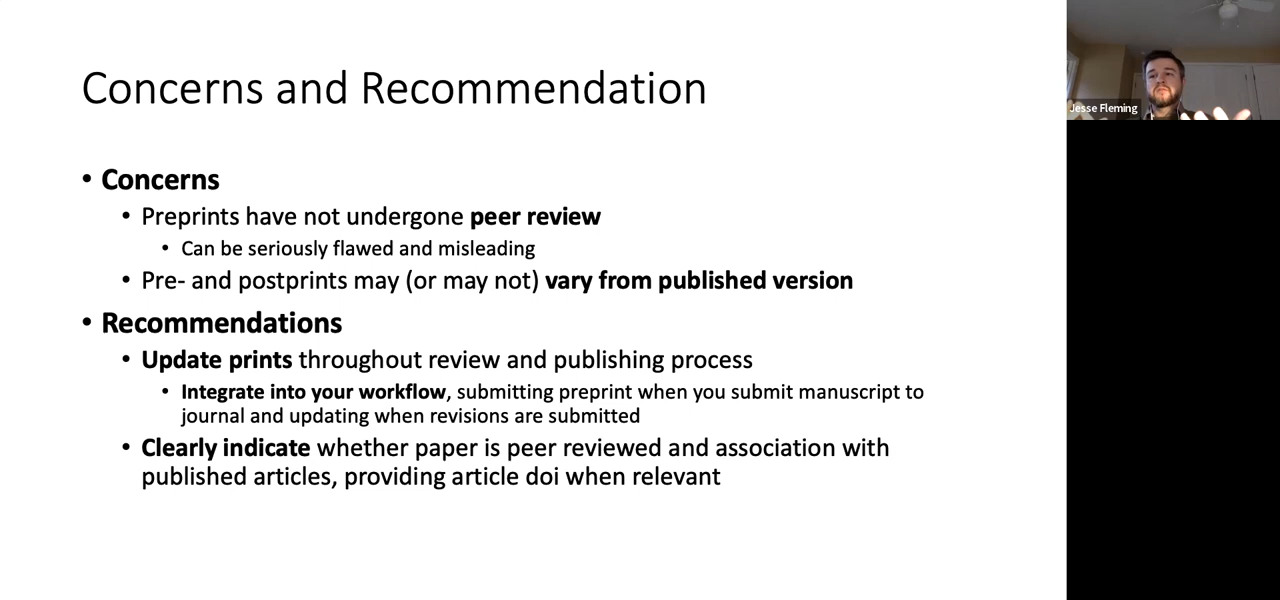 Concerns and Recommendation
• Concerns
• Preprints have not undergone peer review
• Can be seriously flawed and misleading
• Pre- and postprints may (or may not) vary from published version
• Recommendations
• Update prints throughout review and publishing process
• Integrate into your workflow, submitting preprint when you submit manuscript to
journal and updating when revisions are submitted
• Clearly indicate whether paper is peer reviewed and association with
published articles, providing article doi when relevant
Jesse Fleming